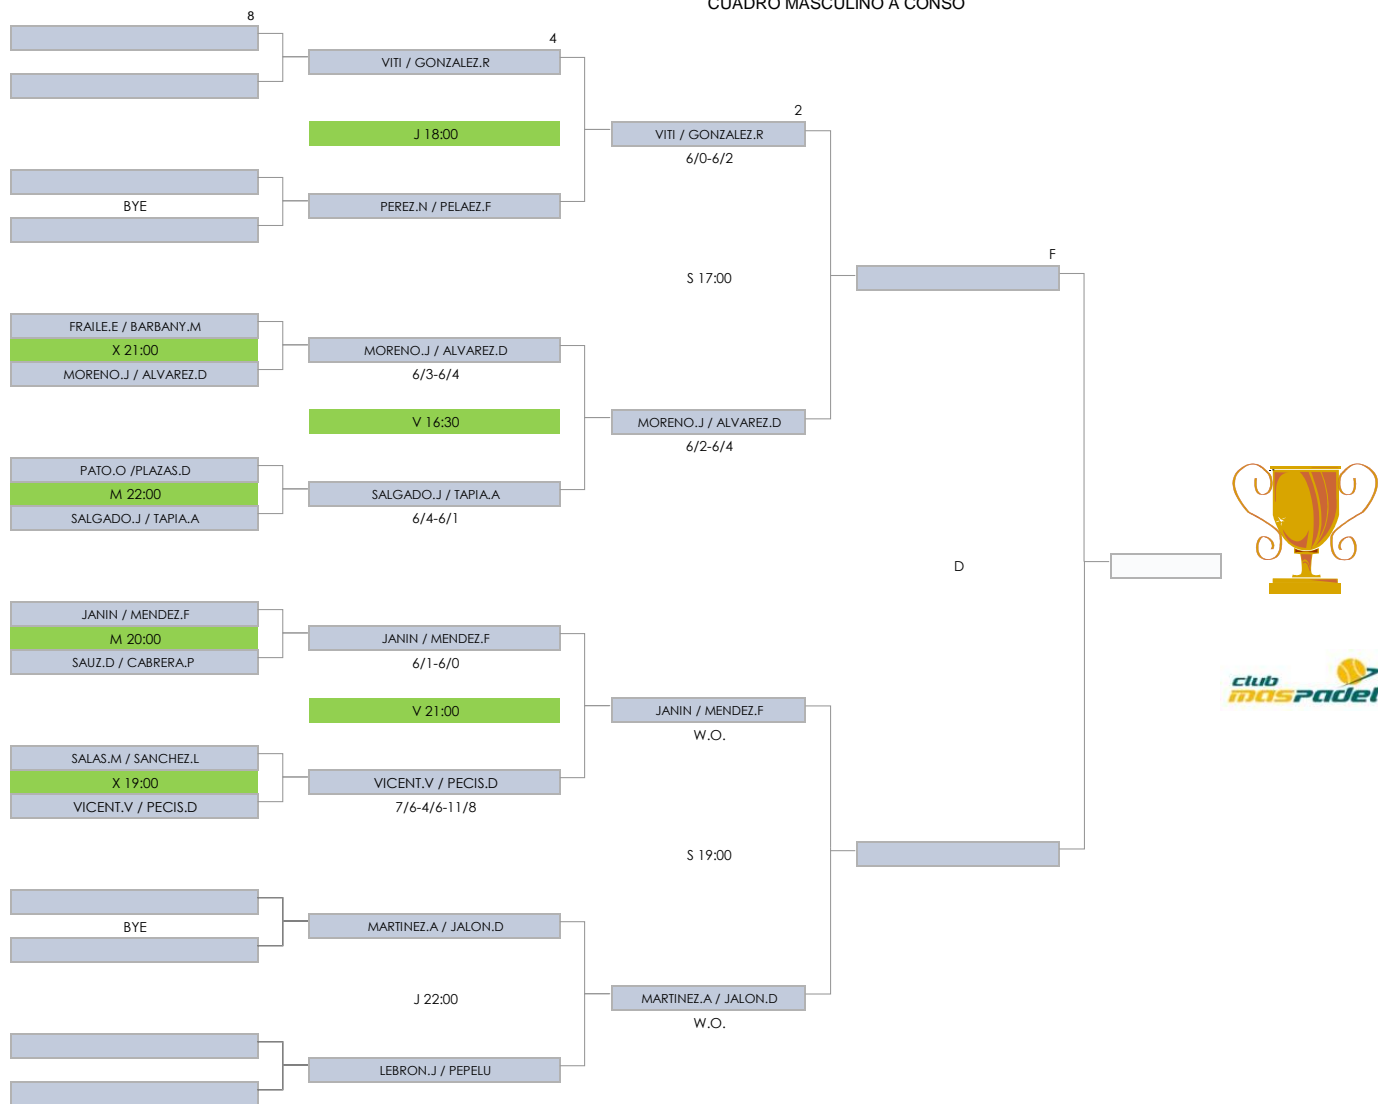 CUADRO MASCULINO A CONSO
8
4
VITI / GONZALEZ.R
2
J 18:00
VITI / GONZALEZ.R
6/0-6/2
BYE
PEREZ.N / PELAEZ.F
F
S 17:00
FRAILE.E / BARBANY.M
X 21:00
MORENO.J / ALVAREZ.D
MORENO.J / ALVAREZ.D
6/3-6/4
V 16:30
MORENO.J / ALVAREZ.D
6/2-6/4
PATO.O /PLAZAS.D
M 22:00
SALGADO.J / TAPIA.A
SALGADO.J / TAPIA.A
6/4-6/1
D
JANIN / MENDEZ.F
M 20:00
SAUZ.D / CABRERA.P
JANIN / MENDEZ.F
6/1-6/0
V 21:00
JANIN / MENDEZ.F
W.O.
club
maspadel
SALAS.M / SANCHEZ.L
X 19:00
VICENT.V / PECIS.D
VICENT.V / PECIS.D
7/6-4/6-11/8
S 19:00
BYE
MARTINEZ.A / JALON.D
J 22:00
MARTINEZ.A / JALON.D
W.O.
LEBRON.J / PEPELU